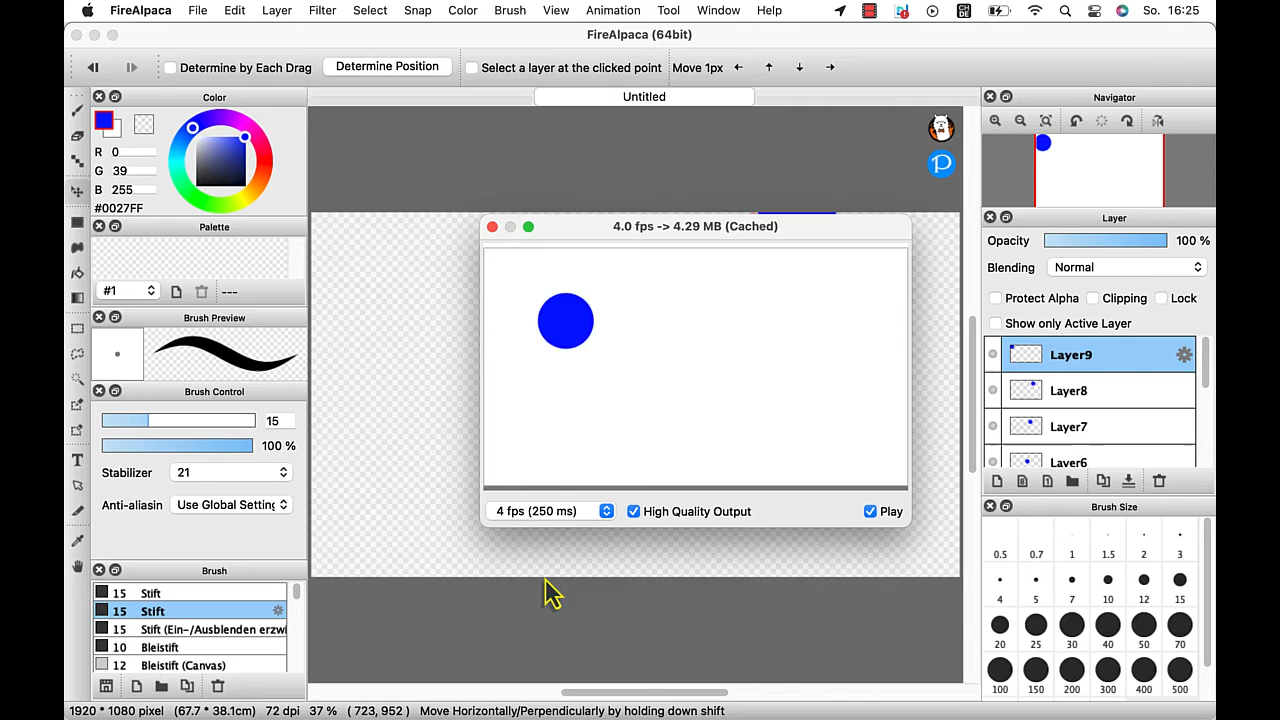 FireAlpaca File Edit Layer Filter Select Snap Color Brush View Animation Tool Window Help So. 16:25
FireAlpaca (64bit)
Determine by Each Drag Determine Position Select a layer at the clicked point Move 1px
Untitled
Color
R 0
G 39
B 255
#0027FF
Palette
#1 ---
Brush Preview
Brush Control
15
100 %
Stabilizer 21
Anti-aliasin Use Global Setting
Brush
15 Stift
15 Stift
15 Stift (Ein-/Ausblenden erzwi
10 Bleistift
12 Bleistift (Canvas)
4.0 fps -> 4.29 MB (Cached)
4 fps (250 ms) High Quality Output Play
Navigator
Layer
Opacity 100 %
Blending Normal
Protect Alpha Clipping Lock
Show only Active Layer
Layer9
Layer8
Layer7
Layer6
Brush Size
0.5 0.7 1 1.5 2 3
4 5 7 10 12 15
20 25 30 40 50 70
100 150 200 300 400 500
1920 * 1080 pixel (67.7 * 38.1cm) 72 dpi 37 % ( 723, 952 ) Move Horizontally/Perpendicularly by holding down shift